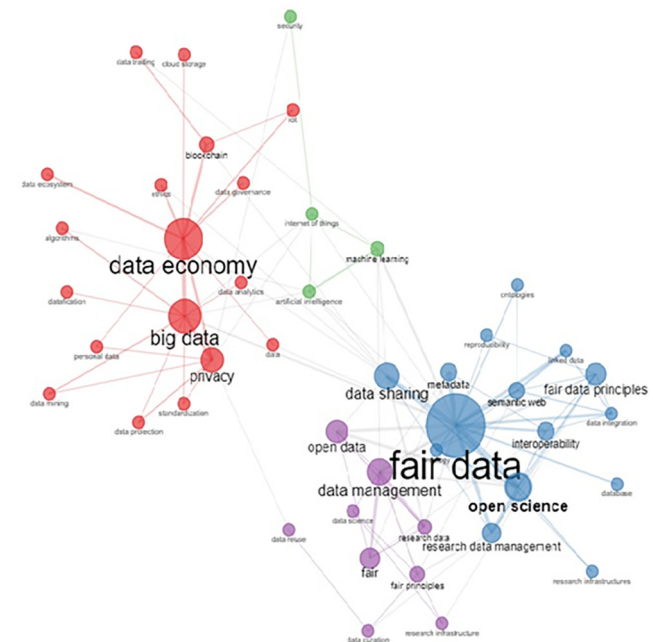 security
data trading
cloud storage
iot
blockchain
data ecosystem
ethics
data governance
algorithms
internet of things
data economy
machine learning
data analytics
artificial intelligence
datafication
ontologies
big data
reproducibility
personal data
data
linked data
privacy
metadata
data sharing
semantic web
fair data principles
data mining
standardization
data integration
data protection
open data
interoperability
fair data
data management
database
open science
data science
data reuse
research data
research data management
fair
fair principles
research infrastructures
data curation
research infrastructure